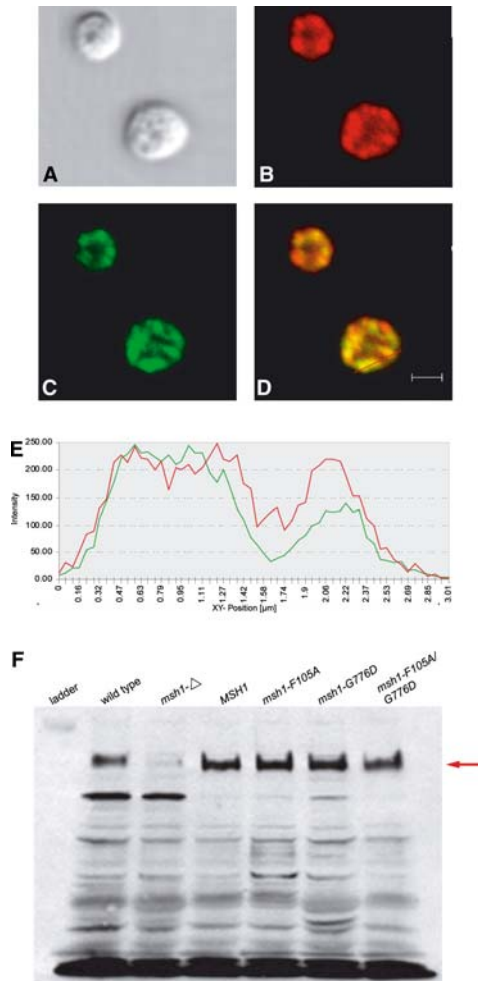 A
B
C
D
E
250.00
200.00
150.00
100.00
50.00
0.00
Intensity
0 0.16 0.32 0.47 0.63 0.79 0.95 1.11 1.27 1.42 1.58 1.74 1.9 2.06 2.22 2.37 2.53 2.69 2.85 3.01
XY- Position [µm]
F
ladder
wild type
msh1-△
MSH1
msh1-F105A
msh1-G776D
msh1-F105A/
G776D